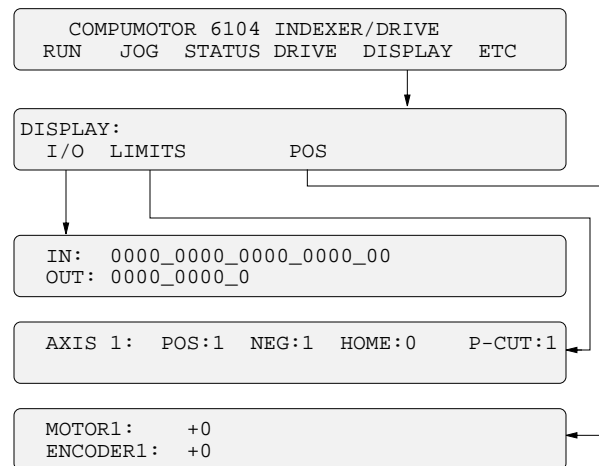 COMPUMOTOR 6104 INDEXER/DRIVE
RUN JOG STATUS DRIVE DISPLAY ETC
DISPLAY:
I/O LIMITS POS
IN: 0000_0000_0000_0000_00
OUT: 0000_0000_0
AXIS 1: POS:1 NEG:1 HOME:0 P-CUT:1
MOTOR1: +0
ENCODER1: +0